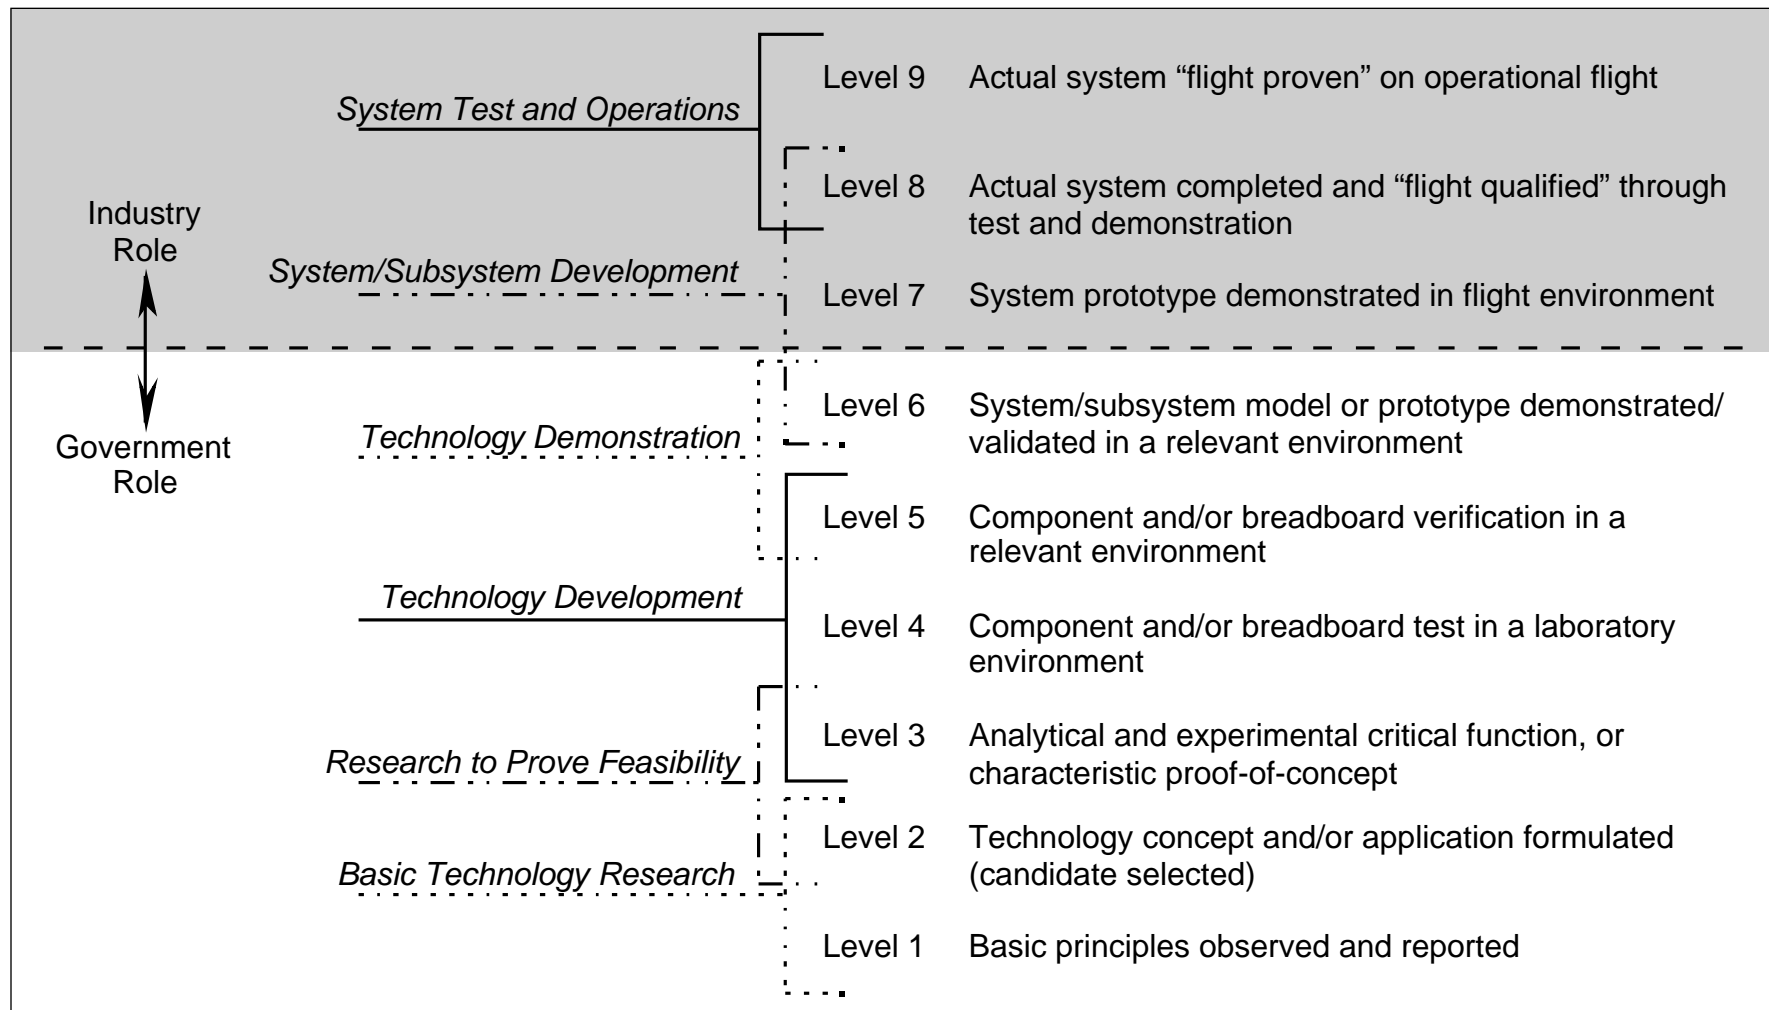 Level 9 Actual system “flight proven” on operational flight
System Test and Operations
Level 8 Actual system completed and “flight qualified” through
test and demonstration
Industry
Role
System/Subsystem Development
Level 7 System prototype demonstrated in flight environment
Level 6 System/subsystem model or prototype demonstrated/
validated in a relevant environment
Technology Demonstration
Government
Role
Level 5 Component and/or breadboard verification in a
relevant environment
Technology Development
Level 4 Component and/or breadboard test in a laboratory
environment
Level 3 Analytical and experimental critical function, or
characteristic proof-of-concept
Research to Prove Feasibility
Level 2 Technology concept and/or application formulated
(candidate selected)
Basic Technology Research
Level 1 Basic principles observed and reported